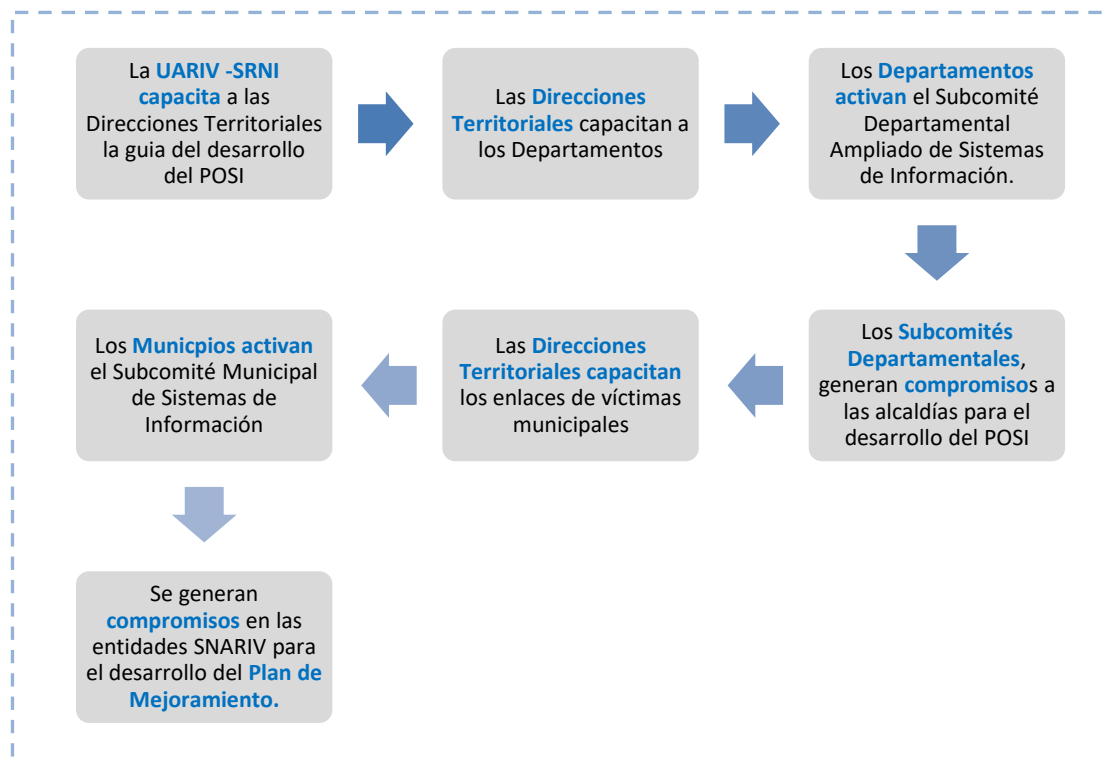 La UARIV -SRNI
capacita a las
Direcciones Territoriales
la guia del desarrollo
del POSI
Las Direcciones
Territoriales capacitan a
los Departamentos
Los Departamentos
activan el Subcomité
Departamental
Ampliado de Sistemas
de Información.
Los Subcomités
Departamentales,
generan compromisos a
las alcaldías para el
desarrollo del POSI
Las Direcciones
Territoriales capacitan
los enlaces de víctimas
municipales
Los Municpios activan
el Subcomité Municipal
de Sistemas de
Información
Se generan
compromisos en las
entidades SNARIV para
el desarrollo del Plan de
Mejoramiento.